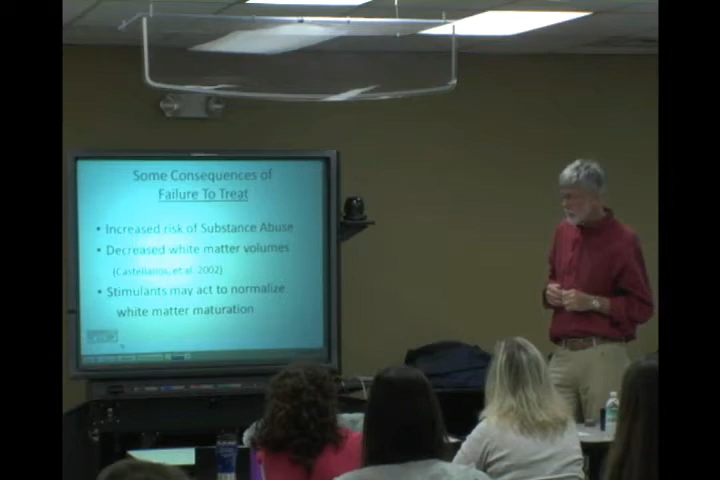 Some Consequences of
Failure To Treat
• Increased risk of Substance Abuse
• Decreased white matter volumes
(Castellanos, et al. 2002)
• Stimulants may act to normalize
white matter maturation